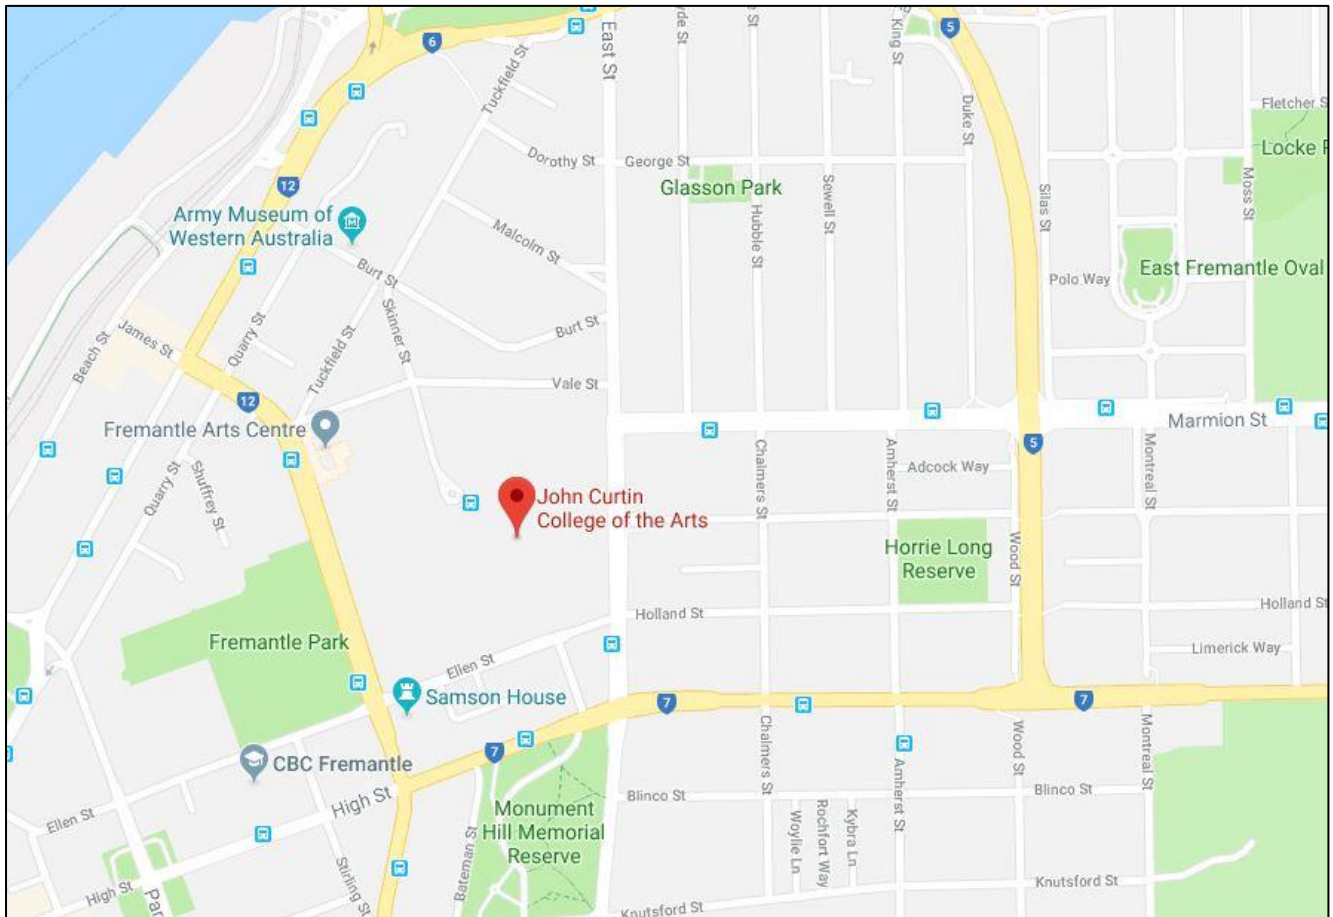 6
5
East St
King St
Tuckfield St
Duke St
Fletcher
Dorothy St
George St
Glasson Park
Moss St
12
Army Museum of
Western Australia
Malcolm St
Sewell St
Hubble St
Silas St
Burt St
Polo Way
East Fremantle Oval
Skinner St
Burt St
James St
Quarry St
Beach St
Tuckfield St
Vale St
12
Fremantle Arts Centre
Marmion St
5
Adcock Way
Chalmers St
Amherst St
Montreal St
Quarry St
Shuffrey St
John Curtin
College of the Arts
Horrie Long
Reserve
Wood St
Holland St
Holland St
Fremantle Park
Limerick Way
Ellen St
Samson House
7
7
7
Chalmers St
Wood St
Montreal St
CBC Fremantle
High St
Amherst St
Blinco St
Blinco St
Monument
Hill Memorial
Reserve
Ellen St
Woylie Ln
Rochfort Way
Kybra Ln
Bateman St
Stirling St
High St
Knutsford St
Knutsford St